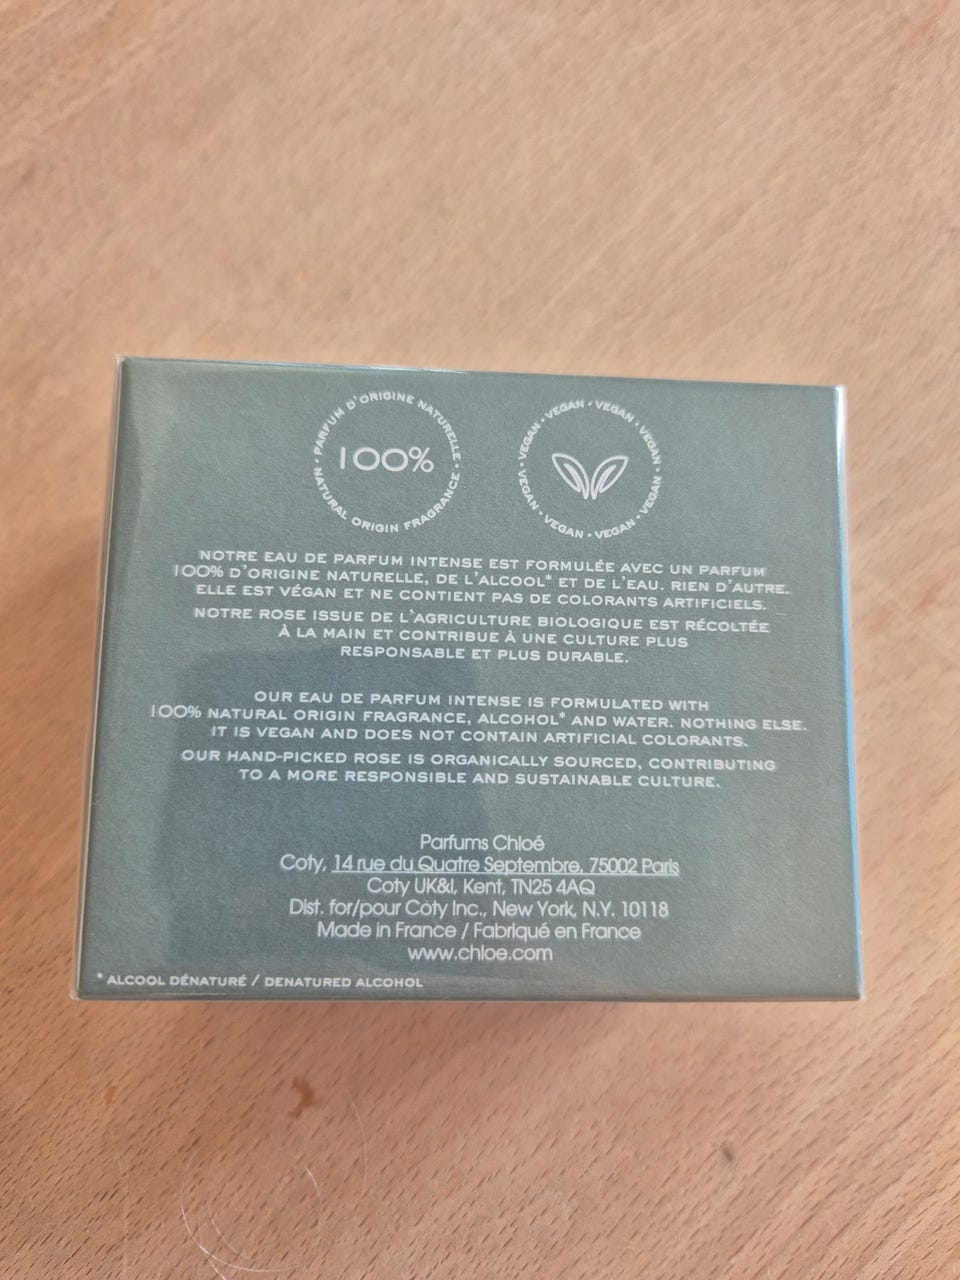 • PARFUM D'ORIGINE NATURELLE •
100%
NATURAL ORIGIN FRAGRANCE
VEGAN • VEGAN • VEGAN • VEGAN • VEGAN • VEGAN • VEGAN • VEGAN •
NOTRE EAU DE PARFUM INTENSE EST FORMULÉE AVEC UN PARFUM
100% D'ORIGINE NATURELLE, DE L'ALCOOL* ET DE L'EAU. RIEN D'AUTRE.
ELLE EST VÉGAN ET NE CONTIENT PAS DE COLORANTS ARTIFICIELS.
NOTRE ROSE ISSUE DE L'AGRICULTURE BIOLOGIQUE EST RÉCOLTÉE
À LA MAIN ET CONTRIBUE À UNE CULTURE PLUS
RESPONSABLE ET PLUS DURABLE.
OUR EAU DE PARFUM INTENSE IS FORMULATED WITH
100% NATURAL ORIGIN FRAGRANCE, ALCOHOL* AND WATER. NOTHING ELSE.
IT IS VEGAN AND DOES NOT CONTAIN ARTIFICIAL COLORANTS.
OUR HAND-PICKED ROSE IS ORGANICALLY SOURCED, CONTRIBUTING
TO A MORE RESPONSIBLE AND SUSTAINABLE CULTURE.
Parfums Chloé
Coty, 14 rue du Quatre Septembre, 75002 Paris
Coty UK&I, Kent, TN25 4AQ
Dist. for/pour Coty Inc., New York, N.Y. 10118
Made in France / Fabriqué en France
www.chloe.com
* ALCOOL DÉNATURÉ / DENATURED ALCOHOL